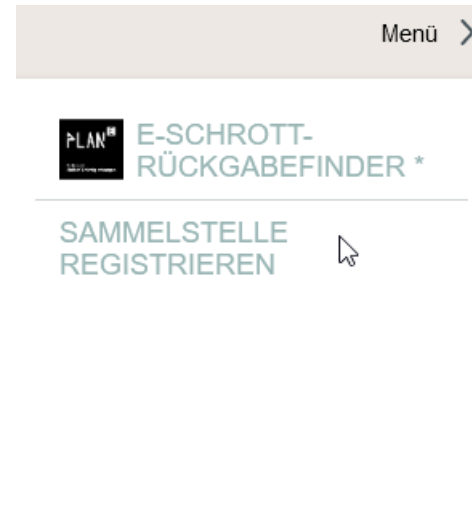 Menü
PLAN E
E-SCHROTT-
RÜCKGABEFINDER *
SAMMELSTELLE
REGISTRIEREN